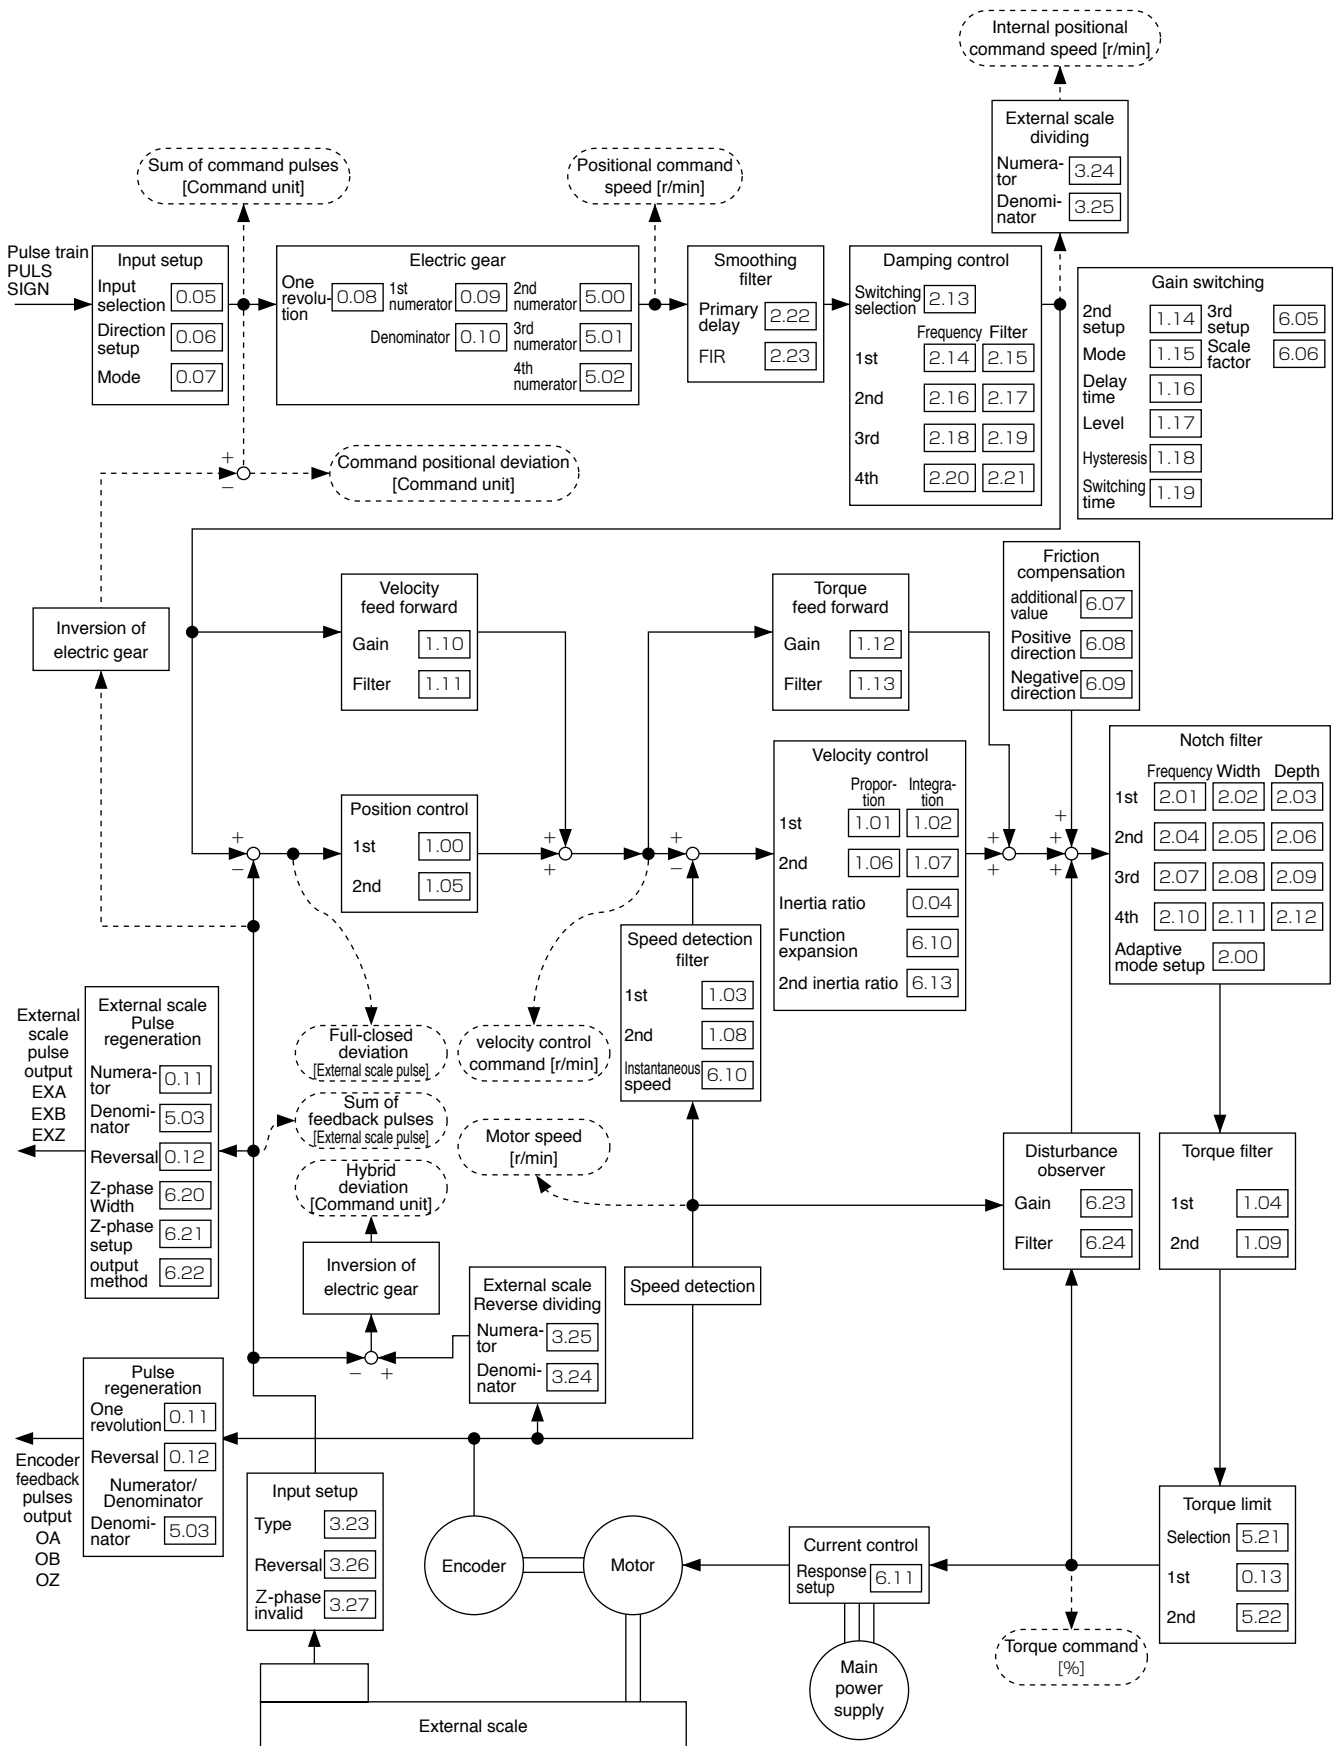 Internal positional
command speed [r/min]
External scale
dividing
Numera-
tor
3.24
Denomi-
nator
3.25
Sum of command pulses
[Command unit]
Positional command
speed [r/min]
Pulse train
PULS
SIGN
Input setup
Input
selection
0.05
Direction
setup
0.06
Mode
0.07
Electric gear
One
revolu-
tion
0.08
1st
numerator
0.09
2nd
numerator
5.00
Denominator
0.10
3rd
numerator
5.01
4th
numerator
5.02
Smoothing
filter
Primary
delay
2.22
FIR
2.23
Damping control
Switching
selection
2.13
Frequency Filter
1st 2.14 2.15
2nd 2.16 2.17
3rd 2.18 2.19
4th 2.20 2.21
Gain switching
2nd
setup
1.14
3rd
setup
6.05
Mode
1.15
Scale
factor
6.06
Delay
time
1.16
Level
1.17
Hysteresis
1.18
Switching
time
1.19
+
−
Command positional deviation
[Command unit]
Inversion of
electric gear
Velocity
feed forward
Gain 1.10
Filter 1.11
Torque
feed forward
Gain 1.12
Filter 1.13
Friction
compensation
additional
value
6.07
Positive
direction
6.08
Negative
direction
6.09
+
−
Position control
1st 1.00
2nd 1.05
+
+
+
−
Velocity control
Propor-
tion
Integra-
tion
1st 1.01 1.02
2nd 1.06 1.07
Inertia ratio 0.04
Function
expansion
6.10
2nd inertia ratio 6.13
+
+
+
+
+
Notch filter
Frequency Width Depth
1st 2.01 2.02 2.03
2nd 2.04 2.05 2.06
3rd 2.07 2.08 2.09
4th 2.10 2.11 2.12
Adaptive
mode setup
2.00
Speed detection
filter
1st 1.03
2nd 1.08
Instantaneous
speed
6.10
External
scale
pulse
output
EXA
EXB
EXZ
External scale
Pulse
regeneration
Numera-
tor
0.11
Denomi-
nator
5.03
Reversal 0.12
Z-phase
Width
6.20
Z-phase
setup
6.21
output
method
6.22
Full-closed
deviation
[External scale pulse]
velocity control
command [r/min]
Sum of
feedback pulses
[External scale pulse]
Motor speed
[r/min]
Hybrid
deviation
[Command unit]
Inversion of
electric gear
− +
External scale
Reverse dividing
Numera-
tor
3.25
Denomi-
nator
3.24
Speed detection
Disturbance
observer
Gain 6.23
Filter 6.24
Torque filter
1st 1.04
2nd 1.09
Encoder
feedback
pulses
output
OA
OB
OZ
Pulse
regeneration
One
revolution
0.11
Reversal 0.12
Numerator/
Denominator
Denomi-
nator
5.03
Input setup
Type 3.23
Reversal 3.26
Z-phase
invalid
3.27
Encoder
Motor
Current control
Response
setup
6.11
Main
power
supply
Torque limit
Selection 5.21
1st 0.13
2nd 5.22
Torque command
[%]
External scale